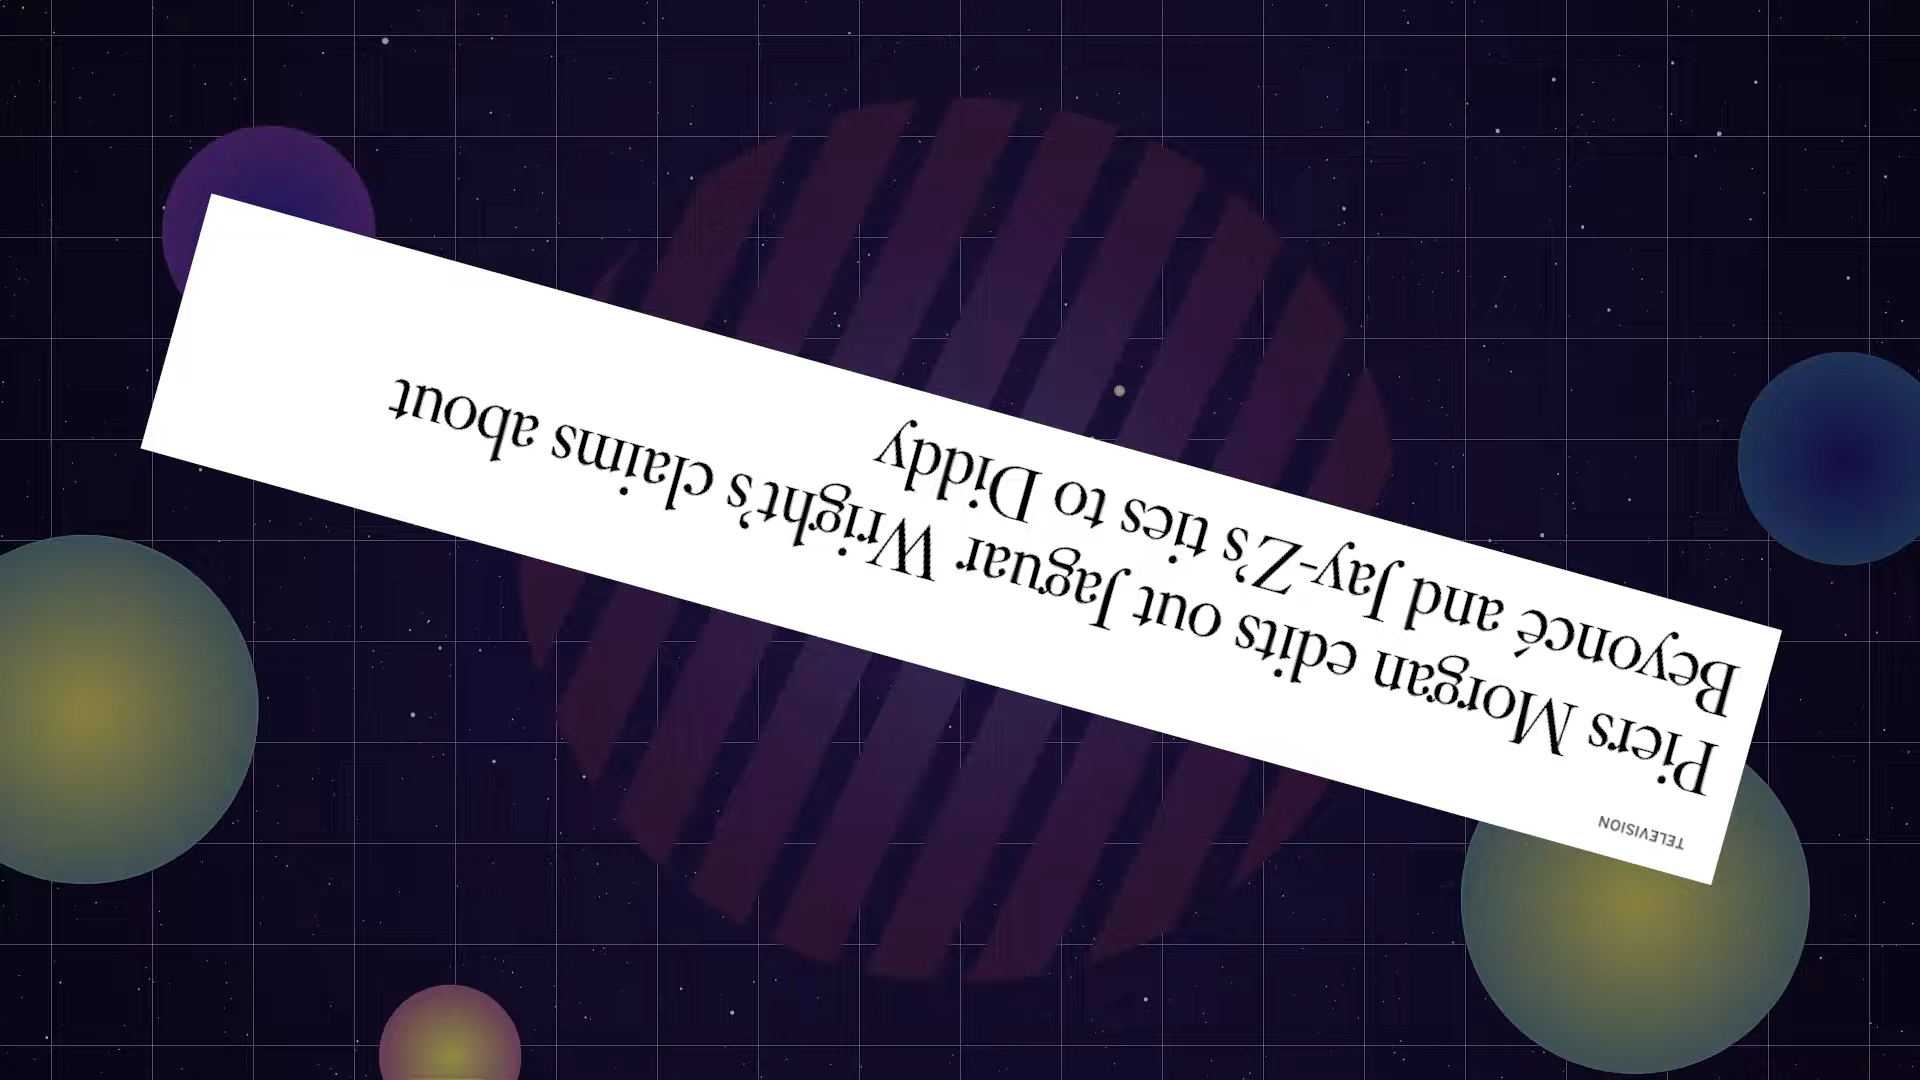 TELEVISION
Piers Morgan edits out Jaguar Wright’s claims about
Beyoncé and Jay-Z’s ties to Diddy